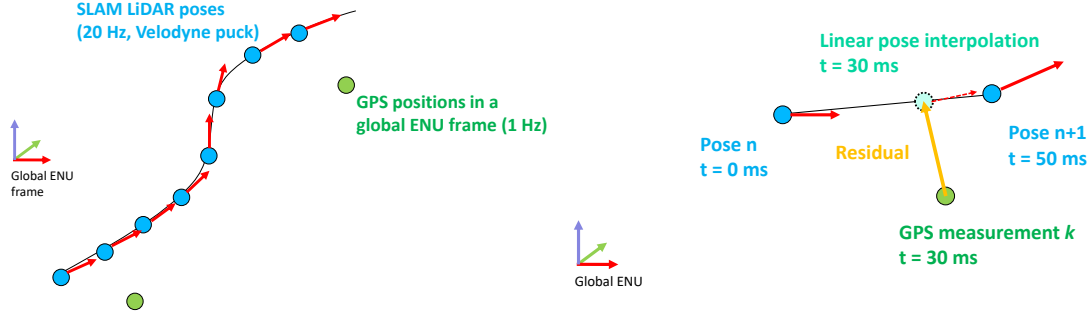 SLAM LiDAR poses
(20 Hz, Velodyne puck)
GPS positions in a
global ENU frame (1 Hz)
Global ENU
frame
Linear pose interpolation
t = 30 ms
Pose n
t = 0 ms
Residual
Pose n+1
t = 50 ms
GPS measurement k
t = 30 ms
Global ENU